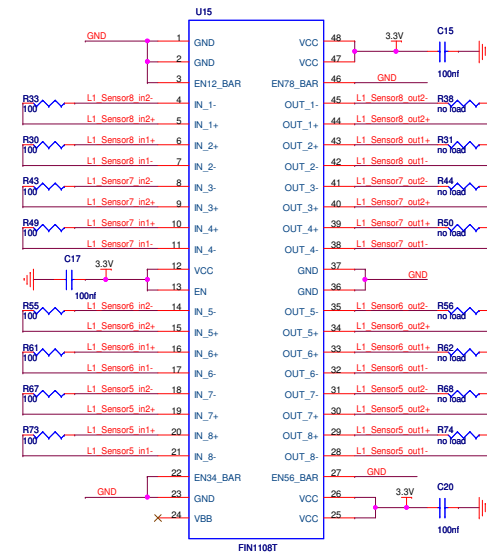 U15
GND 1 GND VCC 48 3.3V C15
2 GND VCC 47 100nf
3 EN12_BAR EN78_BAR 46 GND
R33 100 L1_Sensor8_in2- 4 IN_1- OUT_1- 45 L1_Sensor8_out2- R38 no load
L1_Sensor8_in2+ 5 IN_1+ OUT_1+ 44 L1_Sensor8_out2+
R30 100 L1_Sensor8_in1+ 6 IN_2+ OUT_2+ 43 L1_Sensor8_out1+ R31 no load
L1_Sensor8_in1- 7 IN_2- OUT_2- 42 L1_Sensor8_out1-
R43 100 L1_Sensor7_in2- 8 IN_3- OUT_3- 41 L1_Sensor7_out2- R44 no load
L1_Sensor7_in2+ 9 IN_3+ OUT_3+ 40 L1_Sensor7_out2+
R49 100 L1_Sensor7_in1+ 10 IN_4+ OUT_4+ 39 L1_Sensor7_out1+ R50 no load
L1_Sensor7_in1- 11 IN_4- OUT_4- 38 L1_Sensor7_out1-
C17 3.3V 12 VCC GND 37 GND
100nf 13 EN GND 36
R55 100 L1_Sensor6_in2- 14 IN_5- OUT_5- 35 L1_Sensor6_out2- R56 no load
L1_Sensor6_in2+ 15 IN_5+ OUT_5+ 34 L1_Sensor6_out2+
R61 100 L1_Sensor6_in1+ 16 IN_6+ OUT_6+ 33 L1_Sensor6_out1+ R62 no load
L1_Sensor6_in1- 17 IN_6- OUT_6- 32 L1_Sensor6_out1-
R67 100 L1_Sensor5_in2- 18 IN_7- OUT_7- 31 L1_Sensor5_out2- R68 no load
L1_Sensor5_in2+ 19 IN_7+ OUT_7+ 30 L1_Sensor5_out2+
R73 100 L1_Sensor5_in1+ 20 IN_8+ OUT_8+ 29 L1_Sensor5_out1+ R74 no load
L1_Sensor5_in1- 21 IN_8- OUT_8- 28 L1_Sensor5_out1-
22 EN34_BAR EN56_BAR 27 GND
GND 23 GND VCC 26 3.3V C20
24 VBB VCC 25 100nf
FIN1108T